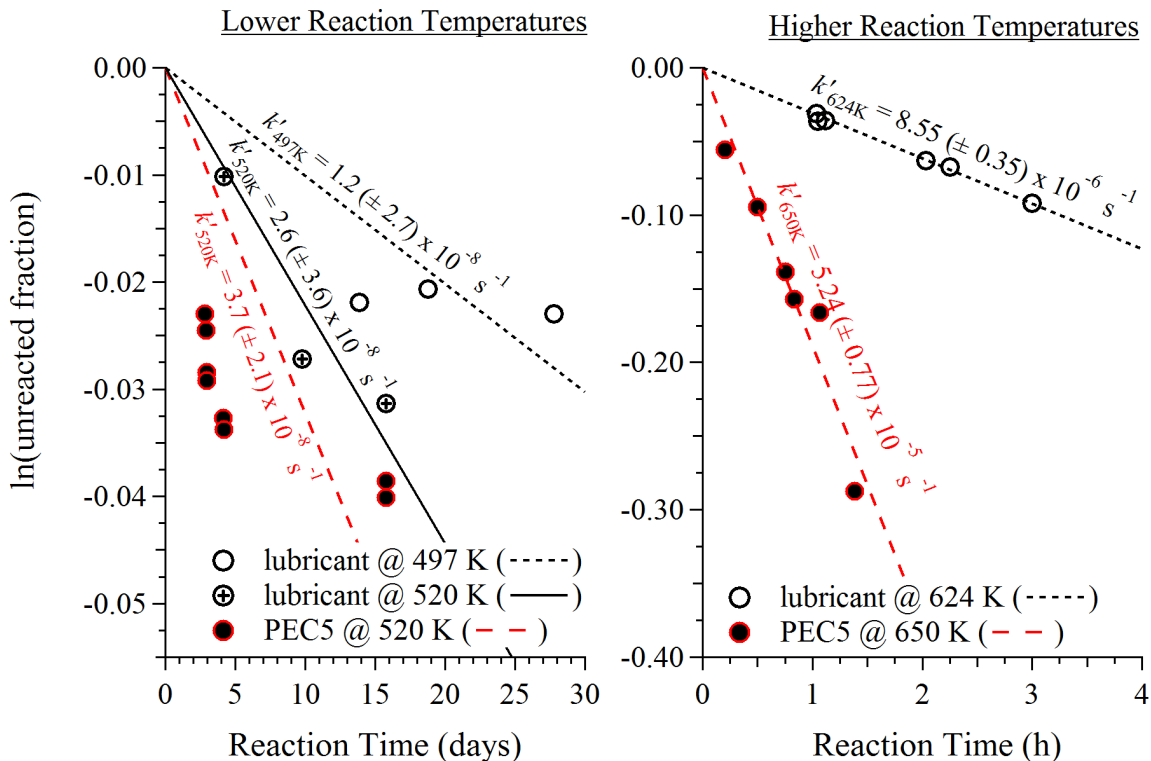 Lower Reaction Temperatures
Higher Reaction Temperatures
ln(unreacted fraction)
0.00
-0.01
-0.02
-0.03
-0.04
-0.05
k′497K = 1.2 (± 2.7) x 10-8 s-1
k′520K = 2.6 (± 3.6) x 10-8 s-1
k′520K = 3.7 (± 2.1) x 10-8 s-1
lubricant @ 497 K ( )
lubricant @ 520 K ( )
PEC5 @ 520 K ( )
0 5 10 15 20 25 30
Reaction Time (days)
0.00
-0.10
-0.20
-0.30
-0.40
k′624K = 8.55 (± 0.35) x 10-6 s-1
k′650K = 5.24 (± 0.77) x 10-5 s-1
lubricant @ 624 K ( )
PEC5 @ 650 K ( )
0 1 2 3 4
Reaction Time (h)